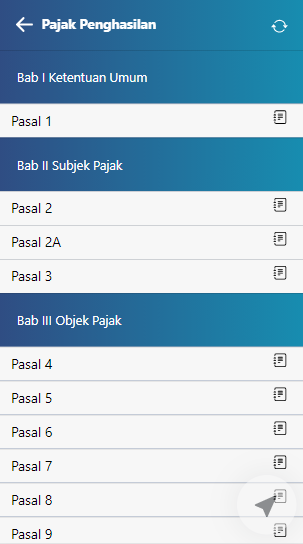 Pajak Penghasilan
Bab I Ketentuan Umum
Pasal 1
Bab II Subjek Pajak
Pasal 2
Pasal 2A
Pasal 3
Bab III Objek Pajak
Pasal 4
Pasal 5
Pasal 6
Pasal 7
Pasal 8
Pasal 9